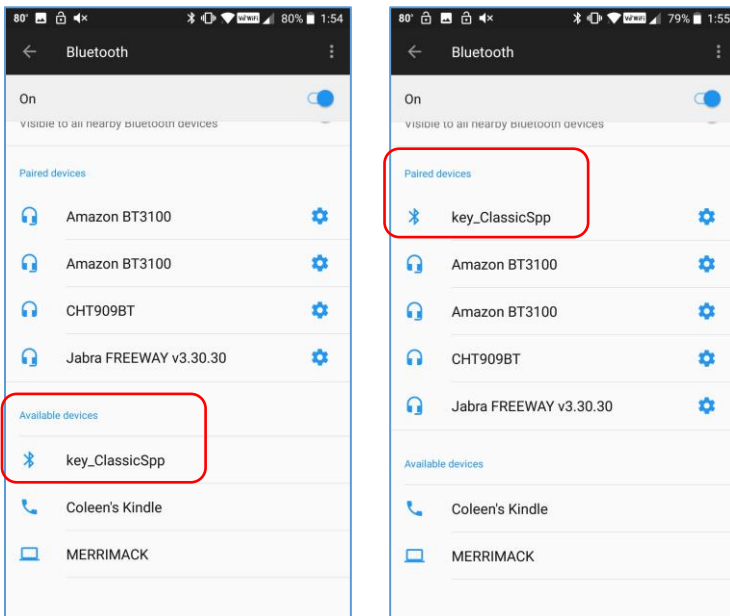 80° 80% 1:54
Bluetooth
On
Visible to all nearby Bluetooth devices
Paired devices
Amazon BT3100
Amazon BT3100
CHT909BT
Jabra FREEWAY v3.30.30
Available devices
key_ClassicSpp
Coleen's Kindle
MERRIMACK
80° 79% 1:55
Bluetooth
On
Visible to all nearby Bluetooth devices
Paired devices
key_ClassicSpp
Amazon BT3100
Amazon BT3100
CHT909BT
Jabra FREEWAY v3.30.30
Available devices
Coleen's Kindle
MERRIMACK